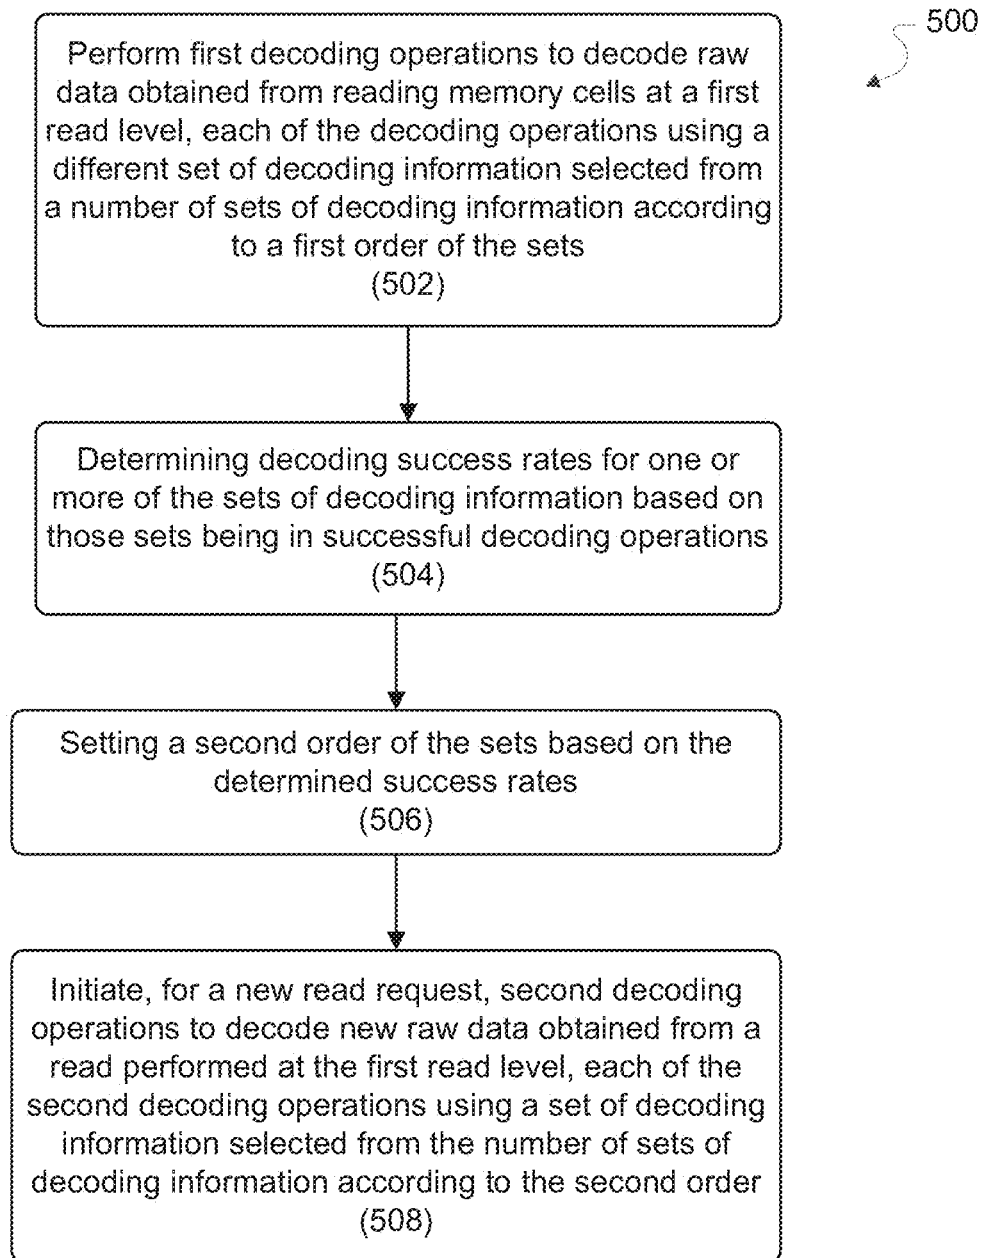 500
Perform first decoding operations to decode raw
data obtained from reading memory cells at a first
read level, each of the decoding operations using a
different set of decoding information selected from
a number of sets of decoding information according
to a first order of the sets
(502)
Determining decoding success rates for one or
more of the sets of decoding information based on
those sets being in successful decoding operations
(504)
Setting a second order of the sets based on the
determined success rates
(506)
Initiate, for a new read request, second decoding
operations to decode new raw data obtained from a
read performed at the first read level, each of the
second decoding operations using a set of decoding
information selected from the number of sets of
decoding information according to the second order
(508)